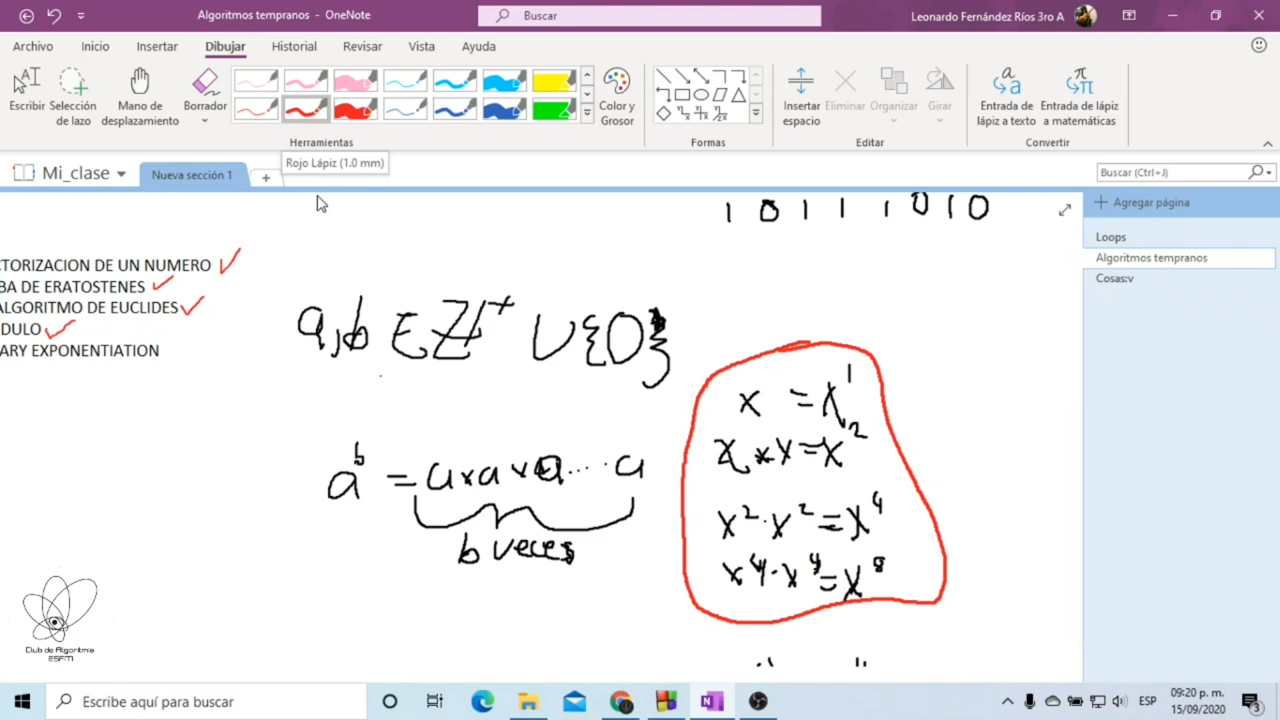 Algoritmos tempranos - OneNote
Buscar
Leonardo Fernández Ríos 3ro A
Archivo Inicio Insertar Dibujar Historial Revisar Vista Ayuda
Escribir
Selección de lazo
Mano de desplazamiento
Borrador
Color y Grosor
Insertar espacio
Eliminar
Organizar
Girar
Entrada de lápiz a texto
Entrada de lápiz a matemáticas
Herramientas
Formas
Editar
Convertir
Rojo Lápiz (1.0 mm)
Mi_clase
Nueva sección 1
Buscar (Ctrl+J)
Agregar página
Loops
Algoritmos tempranos
Cosas:v
1 0 1 1 1 0 1 0
CTORIZACION DE UN NUMERO
BA DE ERATOSTENES
ALGORITMO DE EUCLIDES
DULO
ARY EXPONENTIATION
a,b ∈ Z⁺ ∪ {0}
a^b = a×a×a....a
b veces
x = x^1
x * x = x^2
x^2 · x^2 = x^4
x^4 · x^4 = x^8
Club de Algoritmia
ESFM
Escribe aquí para buscar
ESP
09:20 p. m.
15/09/2020
3